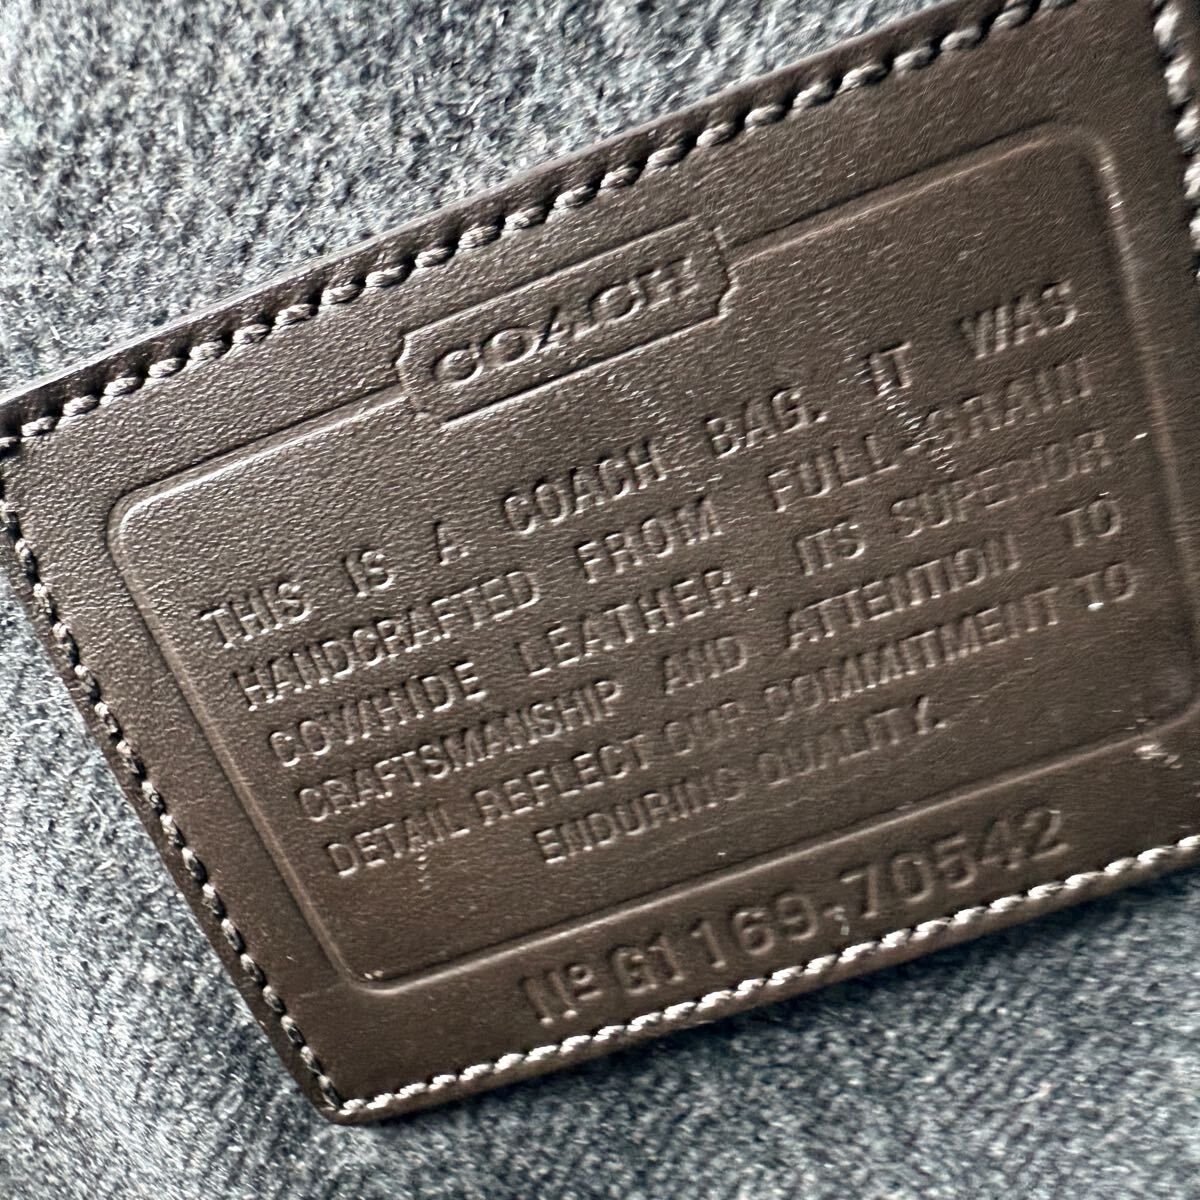 COACH
THIS IS A COACH BAG. IT WAS
HANDCRAFTED FROM FULL GRAIN
COWHIDE LEATHER. ITS SUPERIOR
CRAFTSMANSHIP AND ATTENTION TO
DETAIL REFLECT OUR COMMITMENT TO
ENDURING QUALITY.
Nº G1169-70542